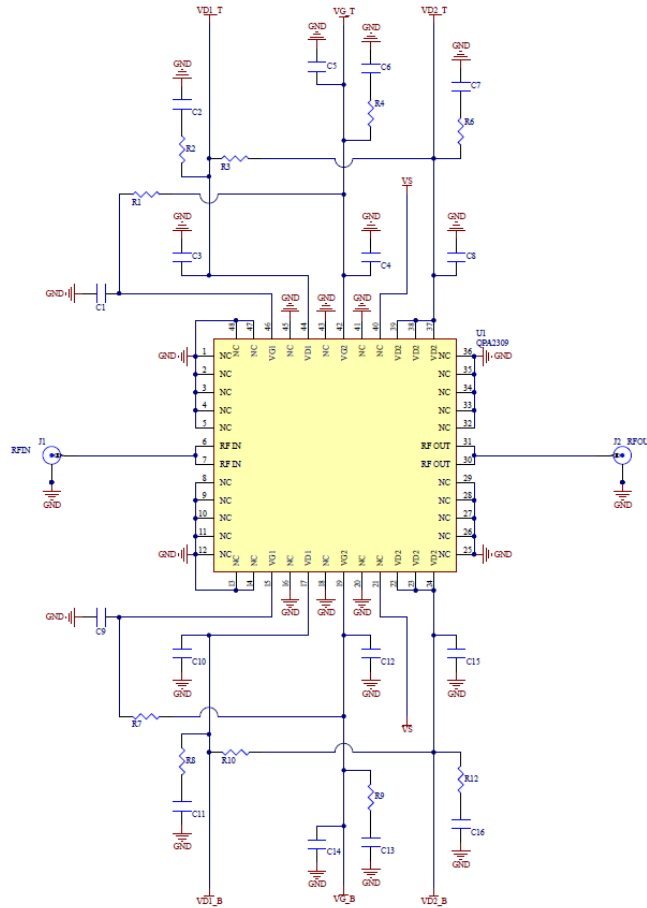 VD1_T VG_T VD2_T
GND GND GND
C5 C6
GND C7
C2 R4
R2 R6
R3
VS
R1
GND GND GND GND GND
C3 C4 C8
GND C1
GND GND GND
48 47 46 45 44 43 42 41 40 39 38 37
NC NC VG1 NC VD1 NC VG2 NC NC VD2 VD2 VD2
U1
QPA2309
GND 1 NC NC 36 GND
2 NC NC 35
3 NC NC 34
4 NC NC 33
5 NC NC 32
RFIN J1 6 RF IN RF OUT 31 J2 RFOU
7 RF IN RF OUT 30
GND 8 NC NC 29 GND
9 NC NC 28
10 NC NC 27
11 NC NC 26
GND 12 NC NC 25 GND
NC NC VG1 NC VD1 NC VG2 NC NC VD2 VD2 VD2
13 14 15 16 17 18 19 20 21 22 23 24
GND GND GND
GND C9
C10 C12 C15
GND GND GND
R7 VS
R8 R10 R12
R9
C11 C16
GND C14 C13 GND
GND GND
VD1_B VG_B VD2_B